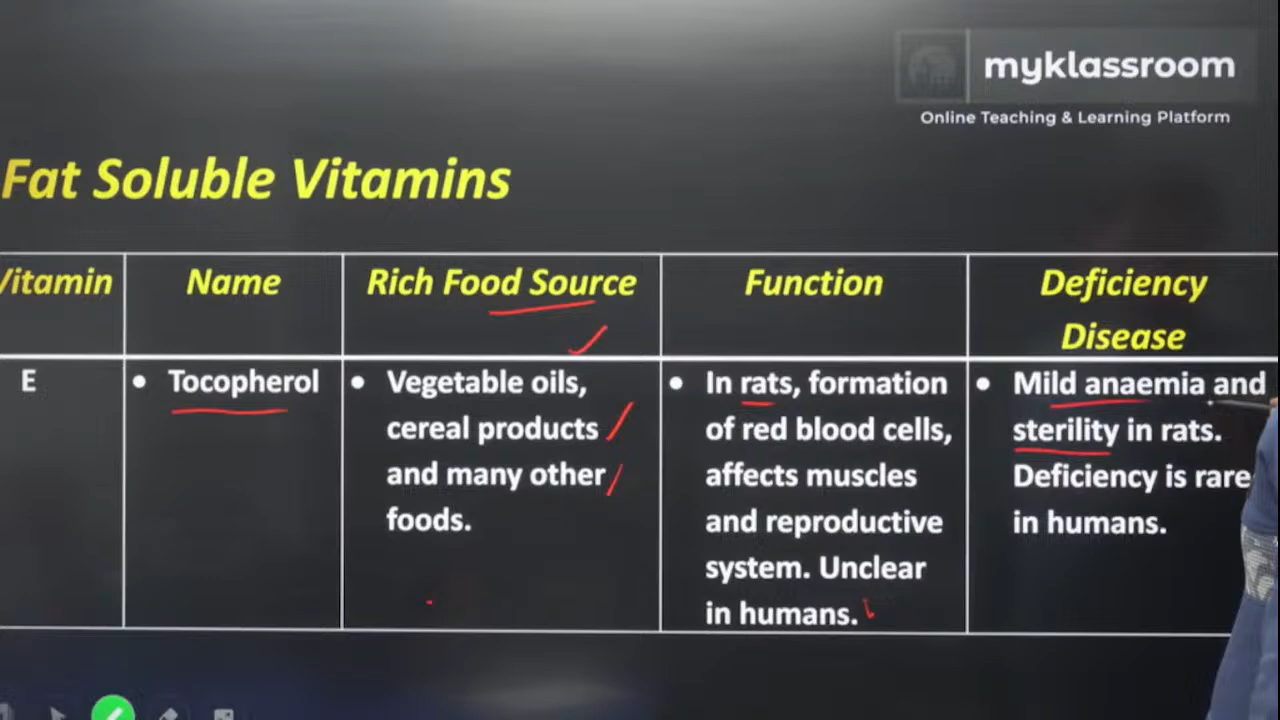 myklassroom
Online Teaching & Learning Platform
Fat Soluble Vitamins
Vitamin
Name
Rich Food Source
Function
Deficiency
Disease
E
• Tocopherol
• Vegetable oils,
cereal products
and many other
foods.
• In rats, formation
of red blood cells,
affects muscles
and reproductive
system. Unclear
in humans.
• Mild anaemia and
sterility in rats.
Deficiency is rare
in humans.